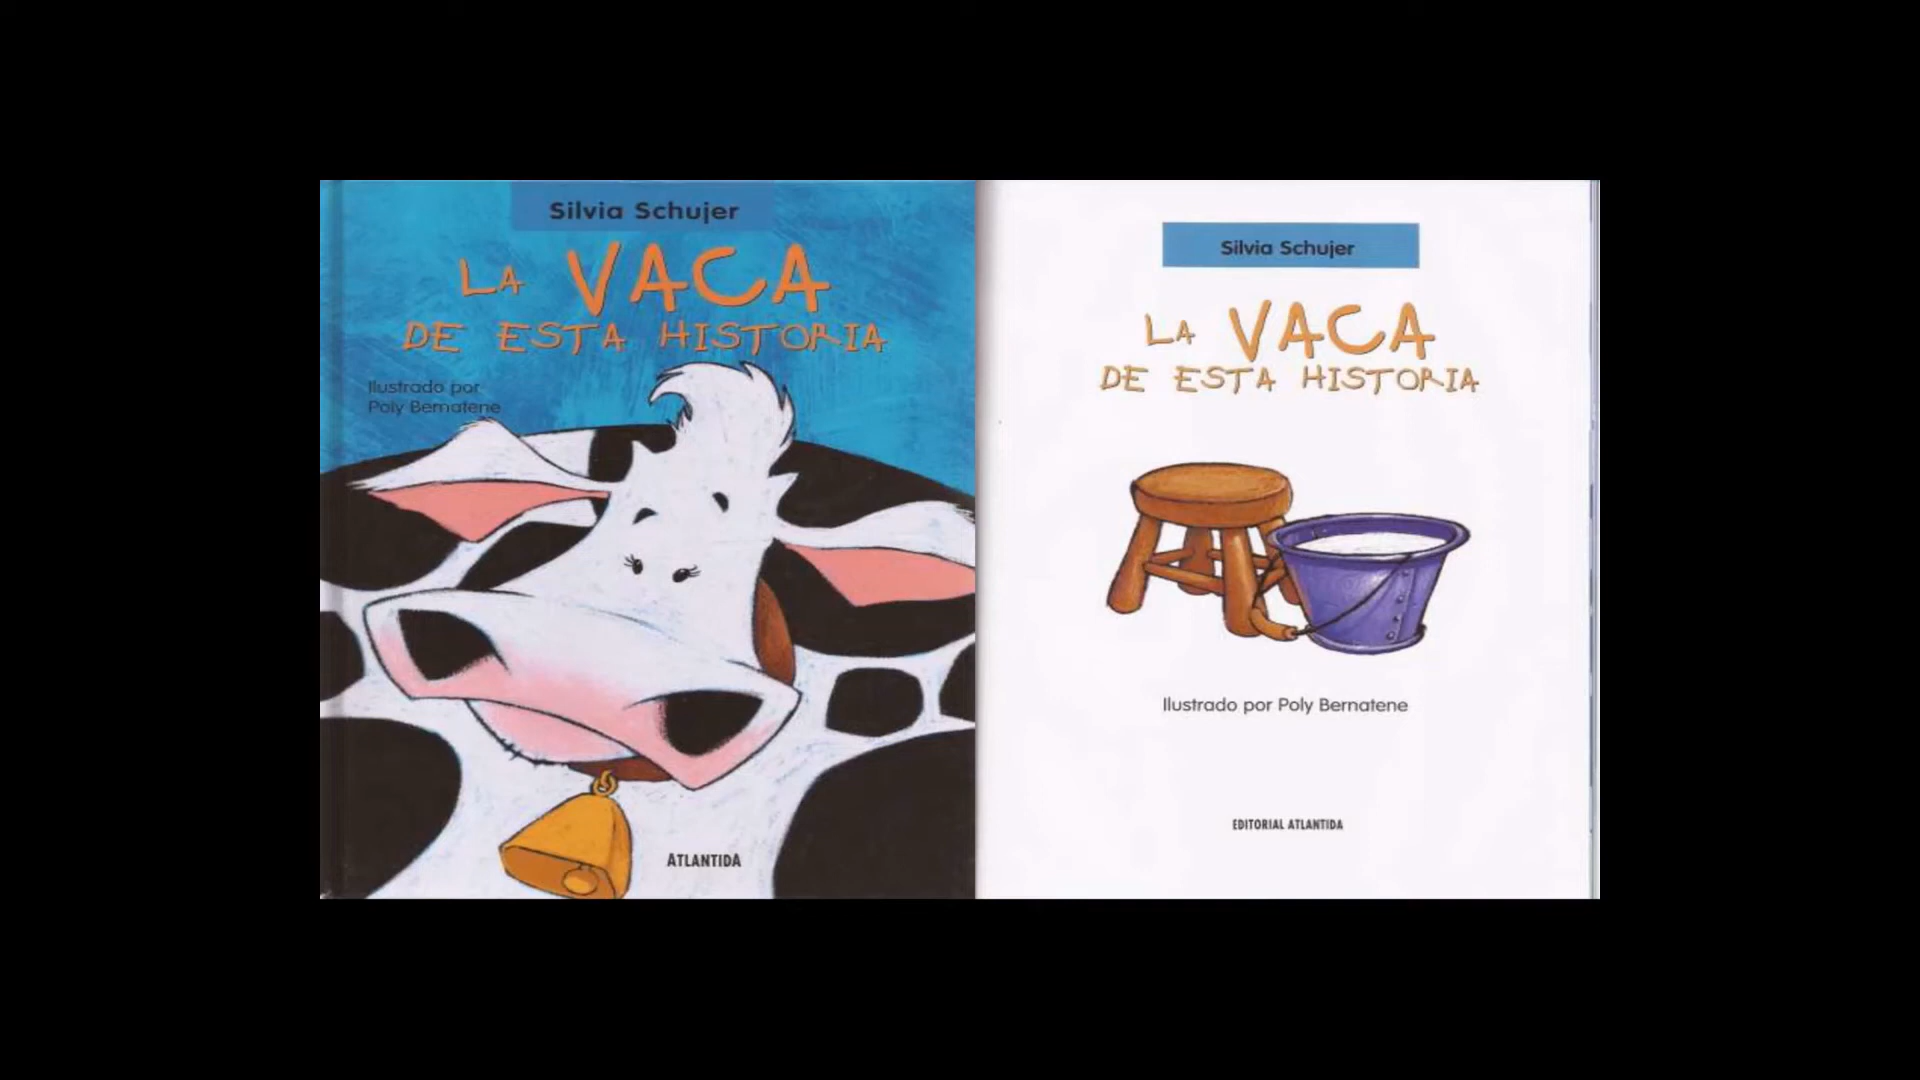 Silvia Schujer
LA VACA
DE ESTA HISTORIA
Ilustrado por
Poly Bernatene
ATLANTIDA
Silvia Schujer
LA VACA
DE ESTA HISTORIA
Ilustrado por Poly Bernatene
EDITORIAL ATLANTIDA